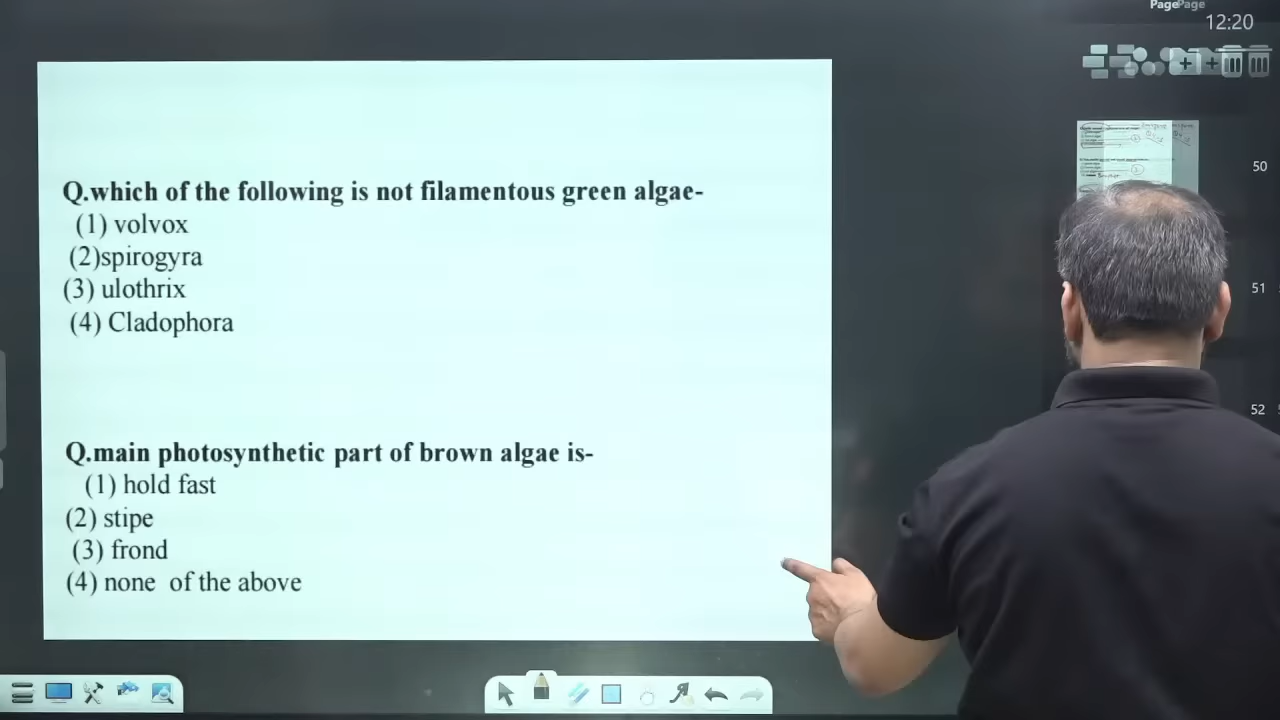 PagePage
12:20
50
Q.which of the following is not filamentous green algae-
(1) volvox
(2)spirogyra
51
(3) ulothrix
(4) Cladophora
52
Q.main photosynthetic part of brown algae is-
(1) hold fast
(2) stipe
(3) frond
(4) none of the above